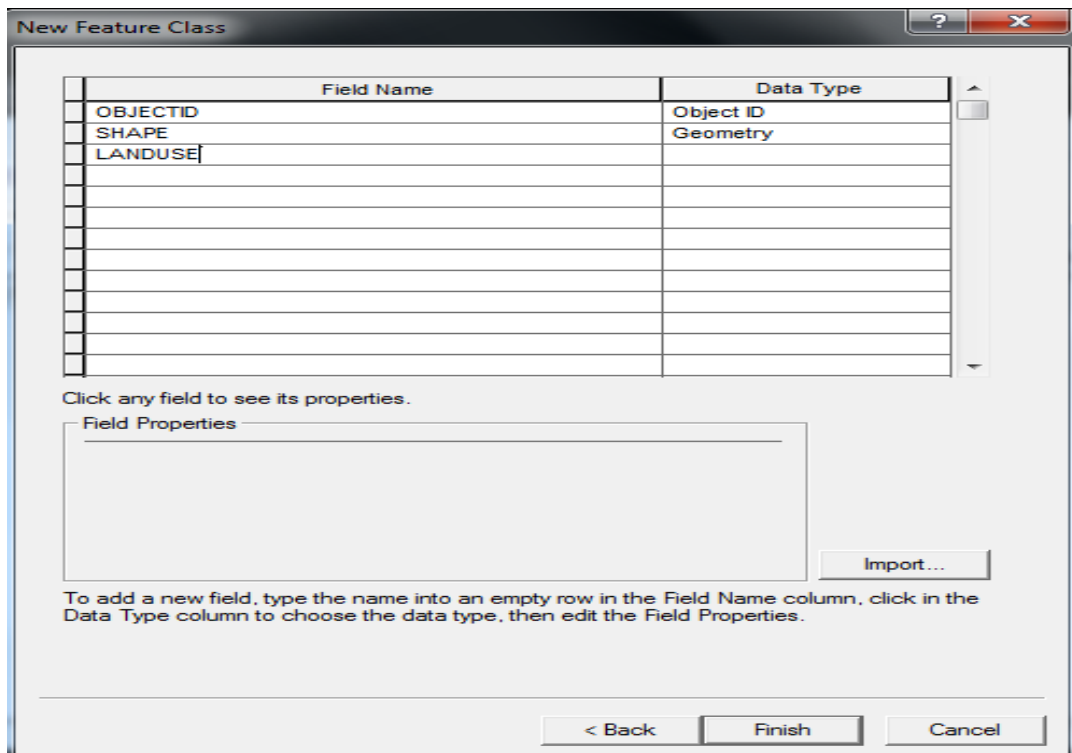 New Feature Class
?
Field Name Data Type
OBJECTID Object ID
SHAPE Geometry
LANDUSE
Click any field to see its properties.
Field Properties
Import...
To add a new field, type the name into an empty row in the Field Name column, click in the
Data Type column to choose the data type, then edit the Field Properties.
< Back Finish Cancel